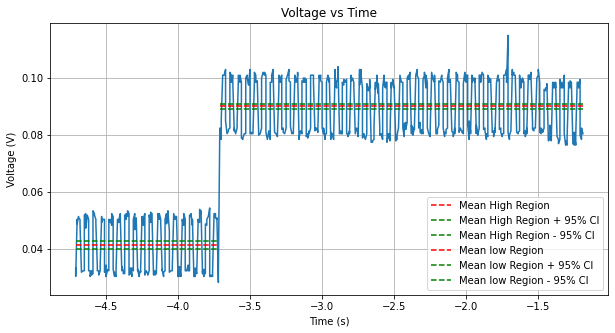 Voltage vs Time
Voltage (V)
0.10
0.08
0.06
0.04
Mean High Region
Mean High Region + 95% CI
Mean High Region - 95% CI
Mean low Region
Mean low Region + 95% CI
Mean low Region - 95% CI
−4.5 −4.0 −3.5 −3.0 −2.5 −2.0 −1.5
Time (s)